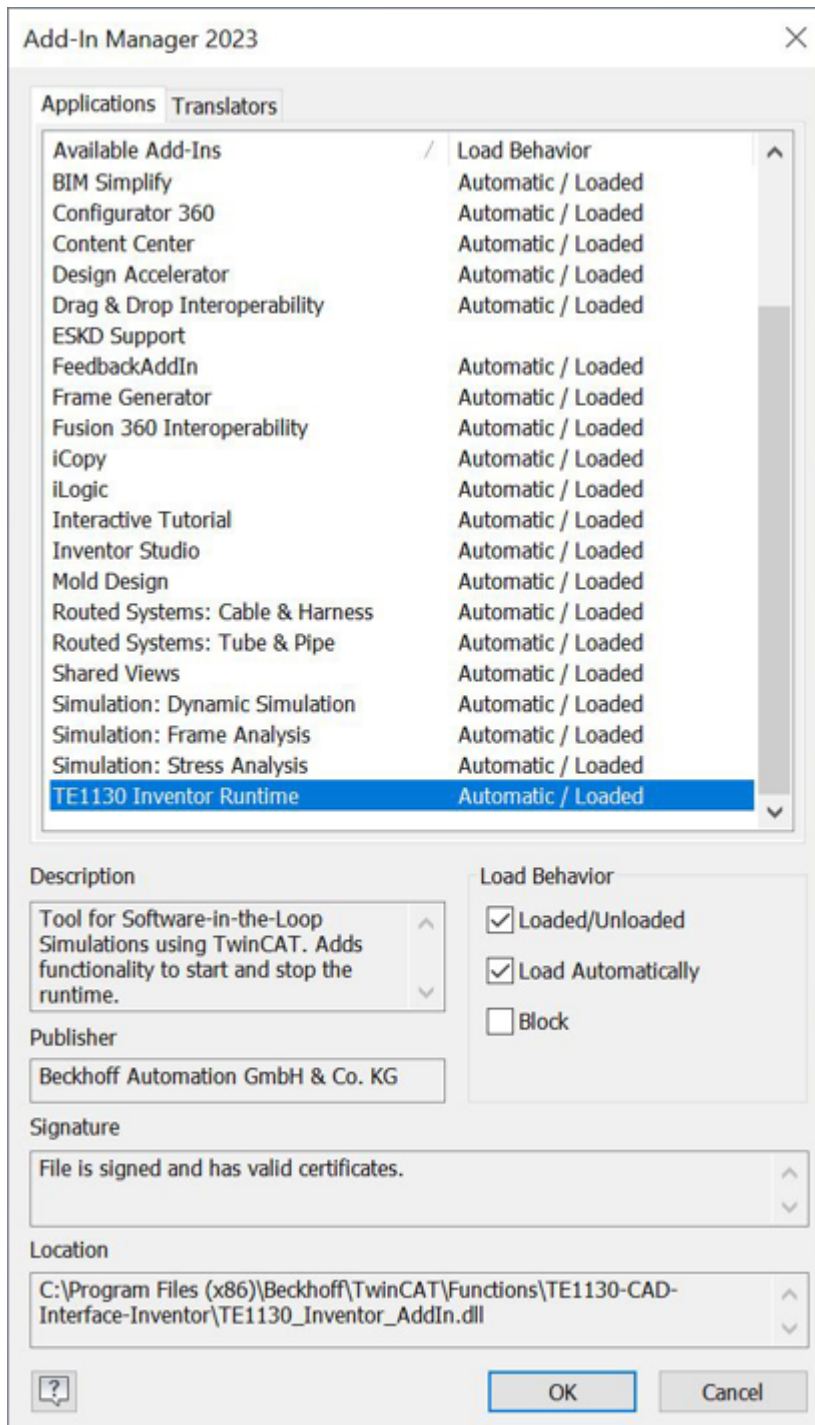 Add-In Manager 2023
Applications Translators
Available Add-Ins / Load Behavior
BIM Simplify Automatic / Loaded
Configurator 360 Automatic / Loaded
Content Center Automatic / Loaded
Design Accelerator Automatic / Loaded
Drag & Drop Interoperability Automatic / Loaded
ESKD Support
FeedbackAddIn Automatic / Loaded
Frame Generator Automatic / Loaded
Fusion 360 Interoperability Automatic / Loaded
iCopy Automatic / Loaded
iLogic Automatic / Loaded
Interactive Tutorial Automatic / Loaded
Inventor Studio Automatic / Loaded
Mold Design Automatic / Loaded
Routed Systems: Cable & Harness Automatic / Loaded
Routed Systems: Tube & Pipe Automatic / Loaded
Shared Views Automatic / Loaded
Simulation: Dynamic Simulation Automatic / Loaded
Simulation: Frame Analysis Automatic / Loaded
Simulation: Stress Analysis Automatic / Loaded
TE1130 Inventor Runtime Automatic / Loaded
Description
Tool for Software-in-the-Loop
Simulations using TwinCAT. Adds
functionality to start and stop the
runtime.
Load Behavior
Loaded/Unloaded
Load Automatically
Block
Publisher
Beckhoff Automation GmbH & Co. KG
Signature
File is signed and has valid certificates.
Location
C:\Program Files (x86)\Beckhoff\TwinCAT\Functions\TE1130-CAD-
Interface-Inventor\TE1130_Inventor_AddIn.dll
?
OK Cancel